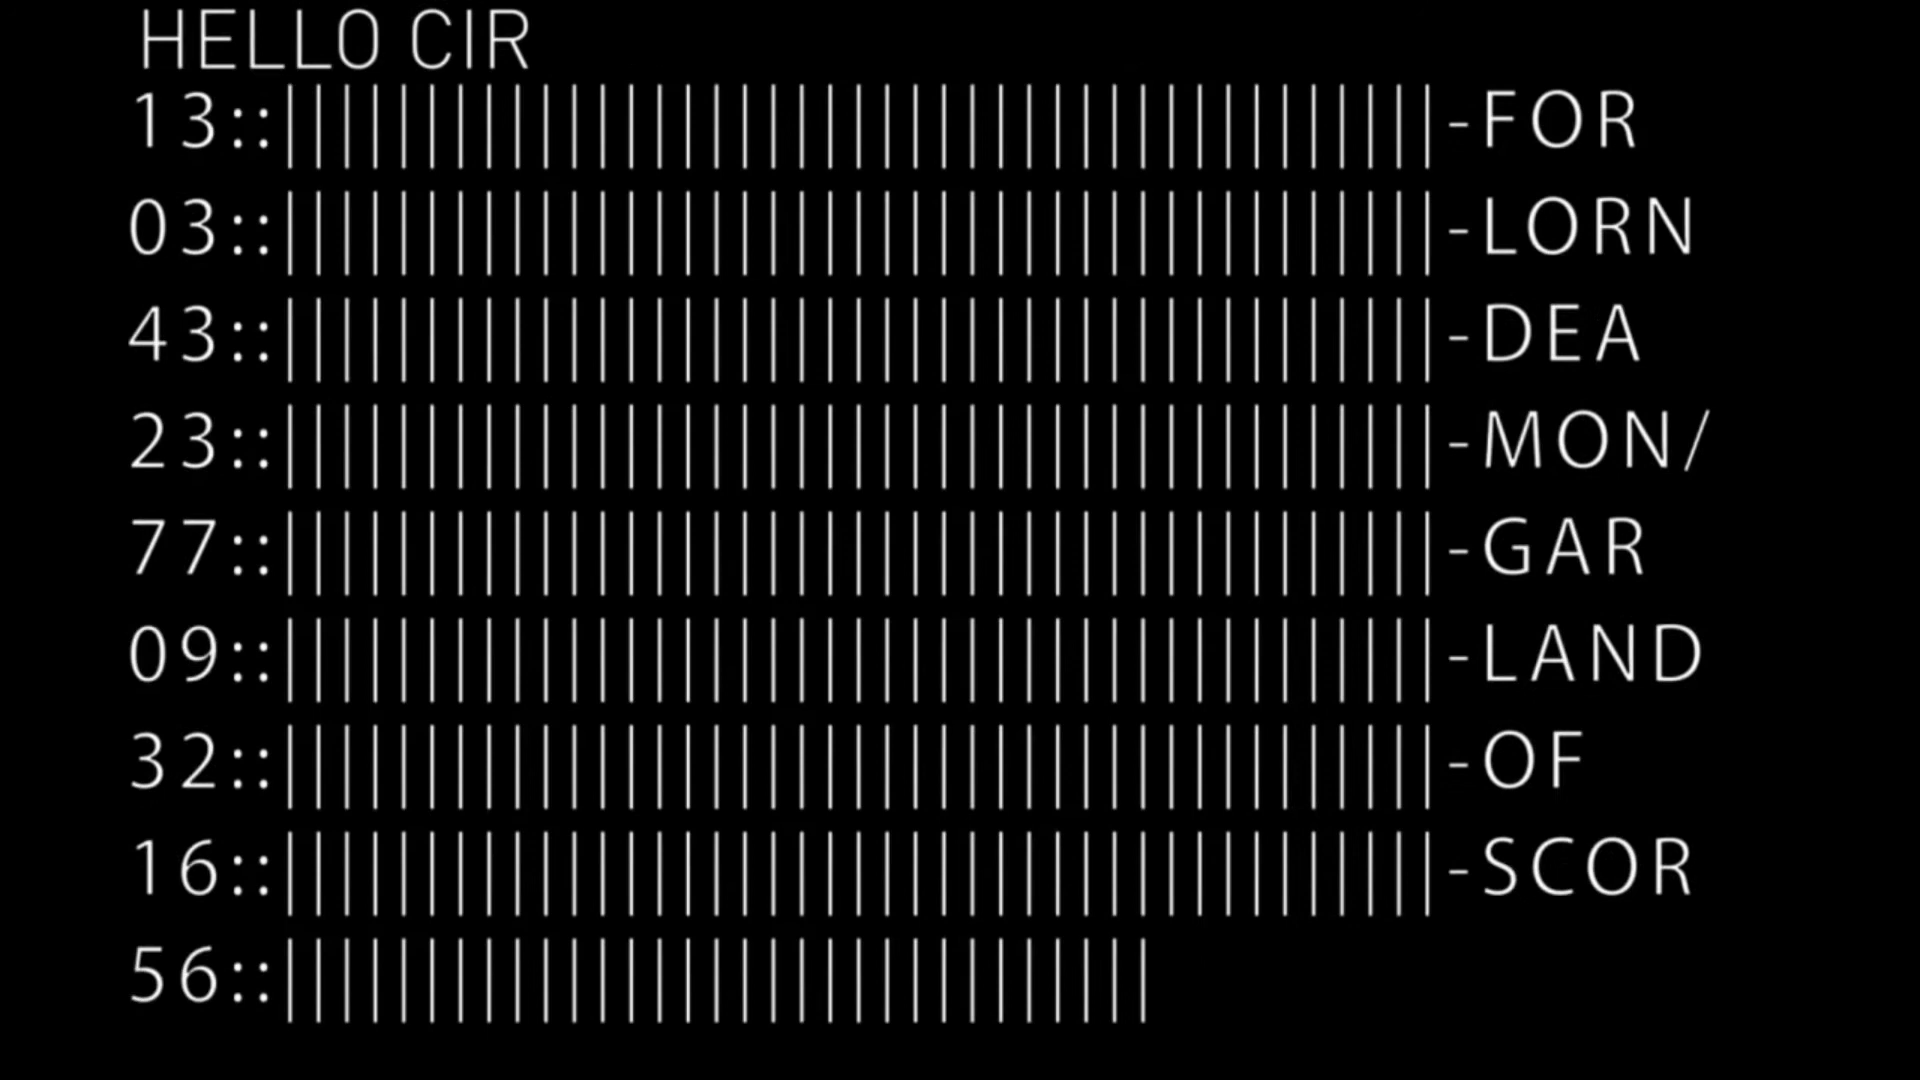 HELLO CIR
13::|||||||||||||||||||||||||||||||||||||||||-FOR
03::|||||||||||||||||||||||||||||||||||||||||-LORN
43::|||||||||||||||||||||||||||||||||||||||||-DEA
23::|||||||||||||||||||||||||||||||||||||||||-MON/
77::|||||||||||||||||||||||||||||||||||||||||-GAR
09::|||||||||||||||||||||||||||||||||||||||||-LAND
32::|||||||||||||||||||||||||||||||||||||||||-OF
16::|||||||||||||||||||||||||||||||||||||||||-SCOR
56::|||||||||||||||||||||||||||||||